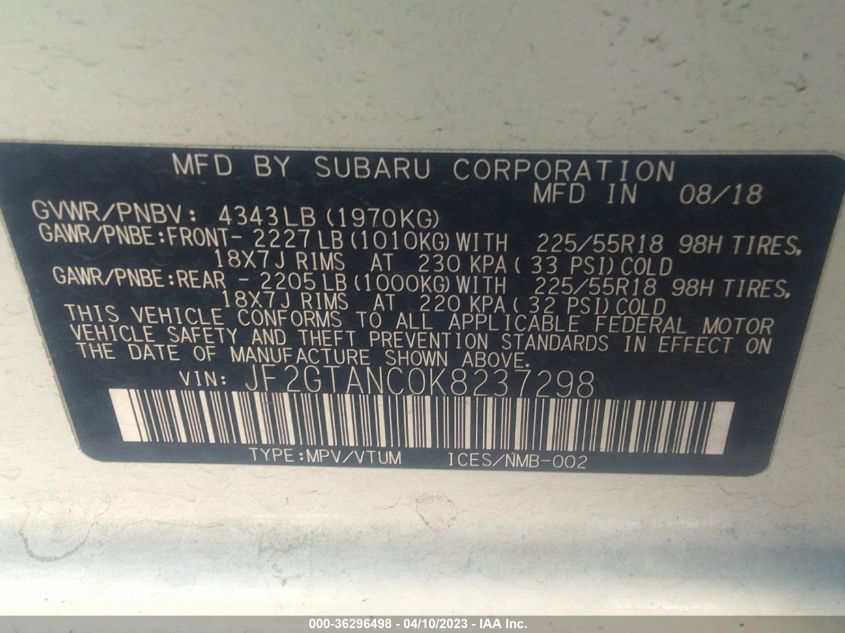 MFD BY SUBARU CORPORATION
MFD IN 08/18
GVWR/PNBV: 4343LB (1970KG)
GAWR/PNBE:FRONT- 2227LB(1010KG)WITH 225/55R18 98H TIRES,
18X7J RIMS AT 230 KPA( 33 PSI)COLD
GAWR/PNBE:REAR - 2205LB(1000KG)WITH 225/55R18 98H TIRES,
18X7J RIMS AT 220 KPA( 32 PSI)COLD
THIS VEHICLE CONFORMS TO ALL APPLICABLE FEDERAL MOTOR
VEHICLE SAFETY AND THEFT PREVENTION STANDARDS IN EFFECT ON
THE DATE OF MANUFACTURE SHOWN ABOVE.
VIN: JF2GTANC0K8237298
TYPE:MPV/VTUM ICES/NMB-002
000-36296498 - 04/10/2023 - IAA Inc.